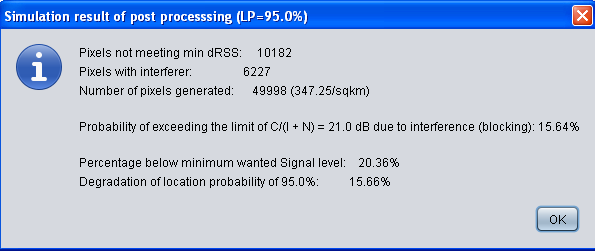 Simulation result of post processsing (LP=95.0%)
Pixels not meeting min dRSS: 10182
Pixels with interferer: 6227
Number of pixels generated: 49998 (347.25/sqkm)
Probability of exceeding the limit of C/(I + N) = 21.0 dB due to interference (blocking): 15.64%
Percentage below minimum wanted Signal level: 20.36%
Degradation of location probability of 95.0%: 15.66%
OK